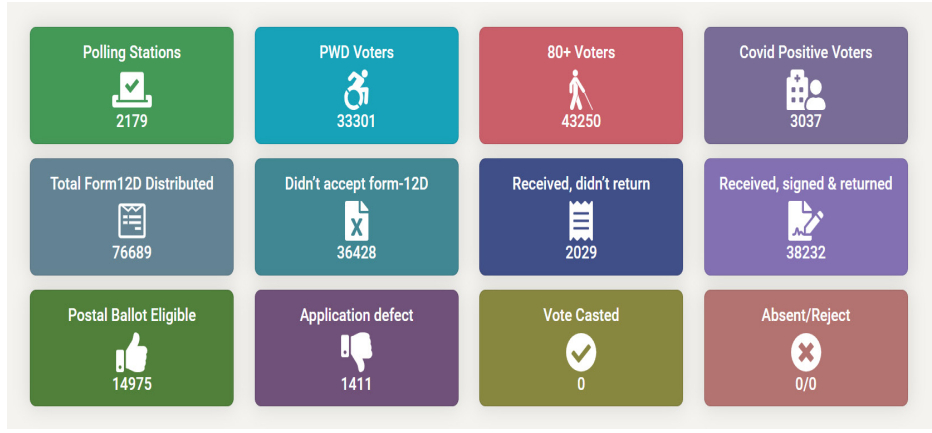 Polling Stations
2179
PWD Voters
33301
80+ Voters
43250
Covid Positive Voters
3037
Total Form12D Distributed
76689
Didn't accept form-12D
36428
Received, didn't return
2029
Received, signed & returned
38232
Postal Ballot Eligible
14975
Application defect
1411
Vote Casted
0
Absent/Reject
0/0